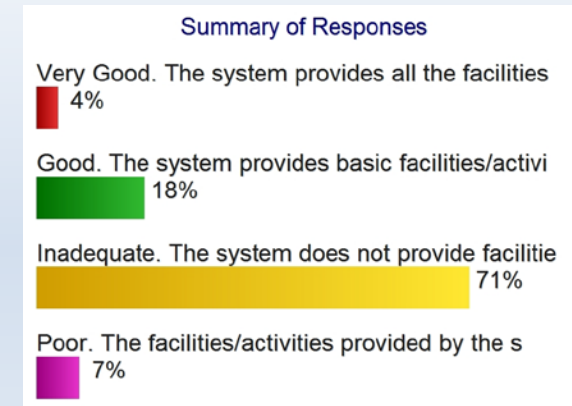 Summary of Responses
Very Good. The system provides all the facilities
4%
Good. The system provides basic facilities/activi
18%
Inadequate. The system does not provide facilitie
71%
Poor. The facilities/activities provided by the s
7%